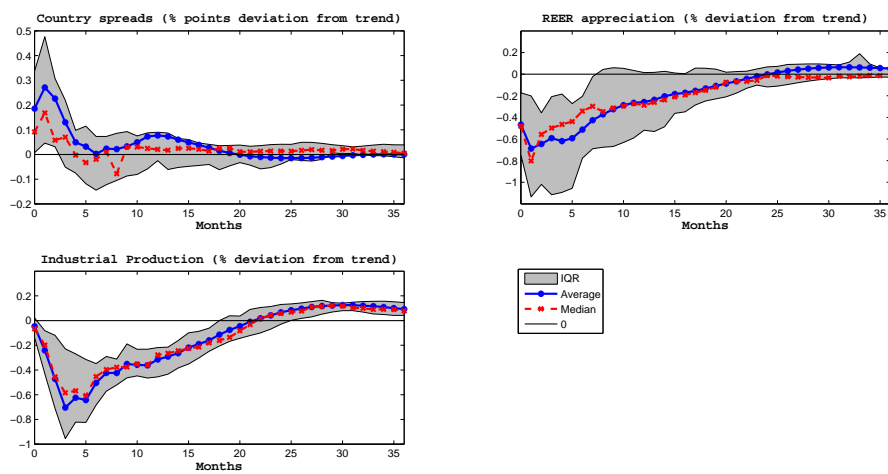 Country spreads (% points deviation from trend)
0.5
0.4
0.3
0.2
0.1
0
−0.1
−0.2
0 5 10 15 20 25 30 35
Months
REER appreciation (% deviation from trend)
0.2
0
−0.2
−0.4
−0.6
−0.8
−1
0 5 10 15 20 25 30 35
Months
Industrial Production (% deviation from trend)
0.2
0
−0.2
−0.4
−0.6
−0.8
−1
0 5 10 15 20 25 30 35
Months
IQR
Average
Median
0